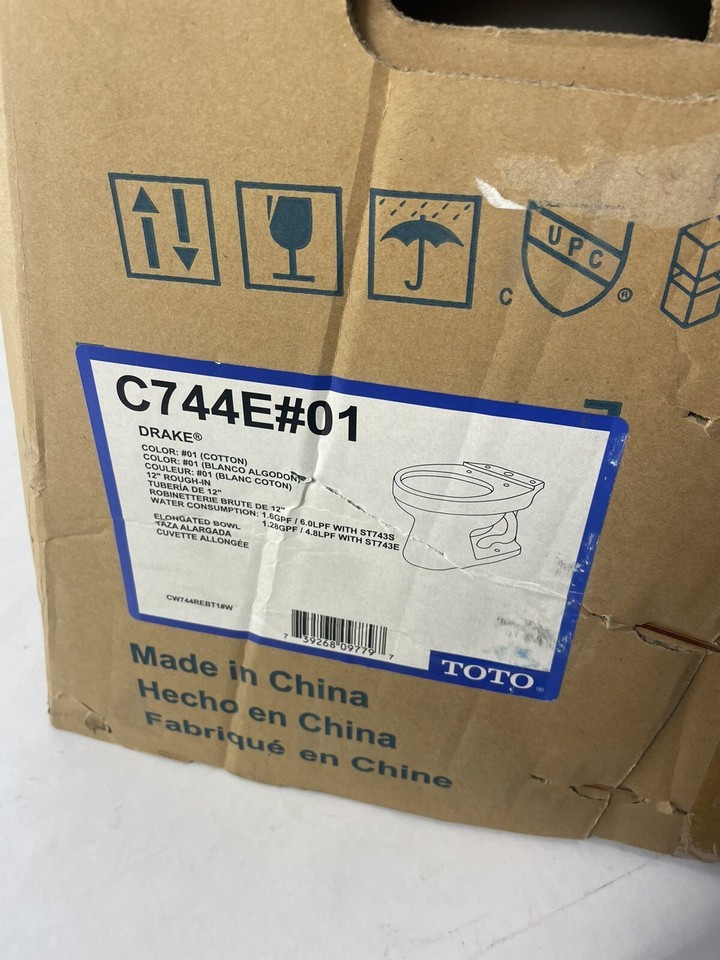 C UPC ®
C744E#01
DRAKE®
COLOR: #01 (COTTON)
COLOR: #01 (BLANCO ALGODON)
COULEUR: #01 (BLANC COTON)
12" ROUGH-IN
TUBERÍA DE 12"
ROBINETTERIE BRUTE DE 12"
WATER CONSUMPTION: 1.6GPF / 6.0LPF WITH ST743S
1.28GPF / 4.8LPF WITH ST743E
ELONGATED BOWL
TAZA ALARGADA
CUVETTE ALLONGÉE
CW744REBT1#W
7 39268 09779 7
TOTO®
Made in China
Hecho en China
Fabriqué en Chine